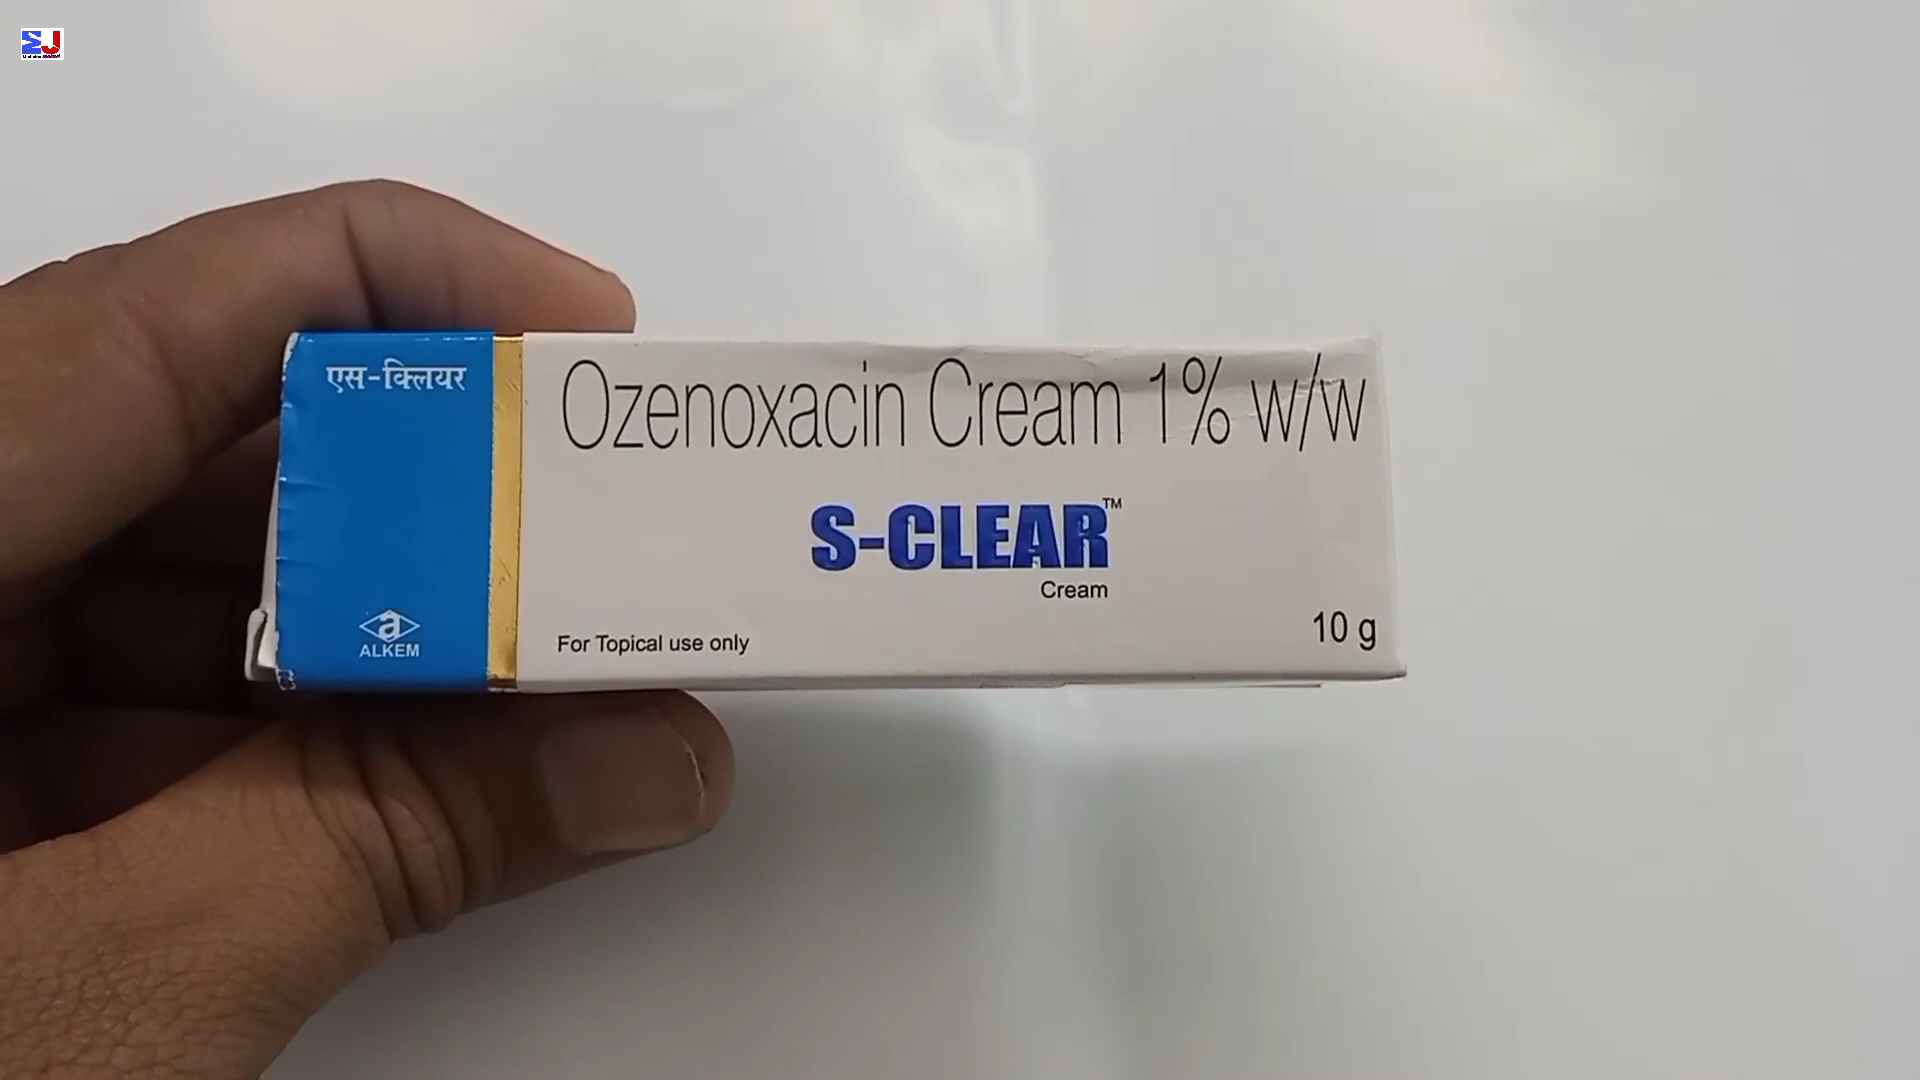 एस-क्लियर
Ozenoxacin Cream 1% w/w
S-CLEAR™
Cream
For Topical use only
10 g
a
ALKEM